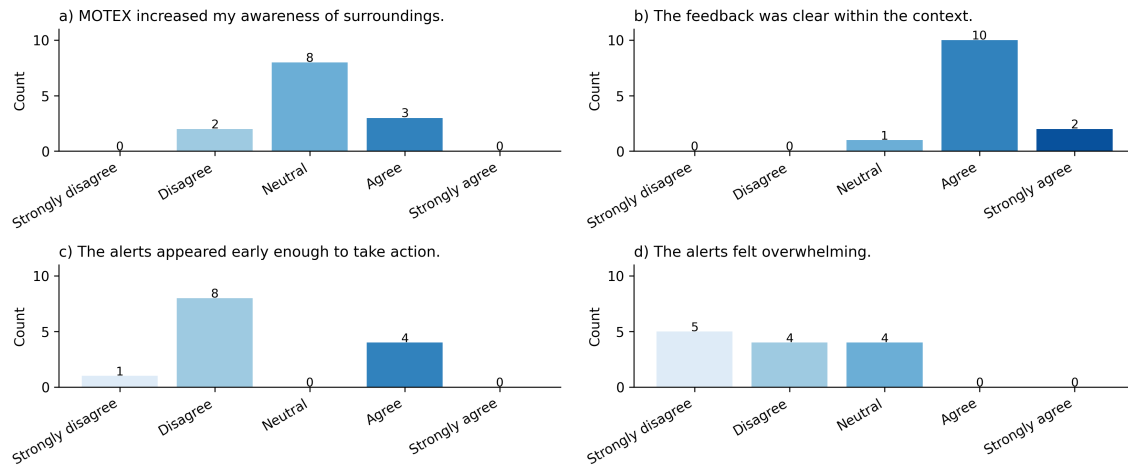 a) MOTEX increased my awareness of surroundings.
10
5
0
Count
0
2
8
3
0
Strongly disagree
Disagree
Neutral
Agree
Strongly agree
b) The feedback was clear within the context.
10
5
0
Count
0
0
1
10
2
Strongly disagree
Disagree
Neutral
Agree
Strongly agree
c) The alerts appeared early enough to take action.
10
5
0
Count
1
8
0
4
0
Strongly disagree
Disagree
Neutral
Agree
Strongly agree
d) The alerts felt overwhelming.
10
5
0
Count
5
4
4
0
0
Strongly disagree
Disagree
Neutral
Agree
Strongly agree